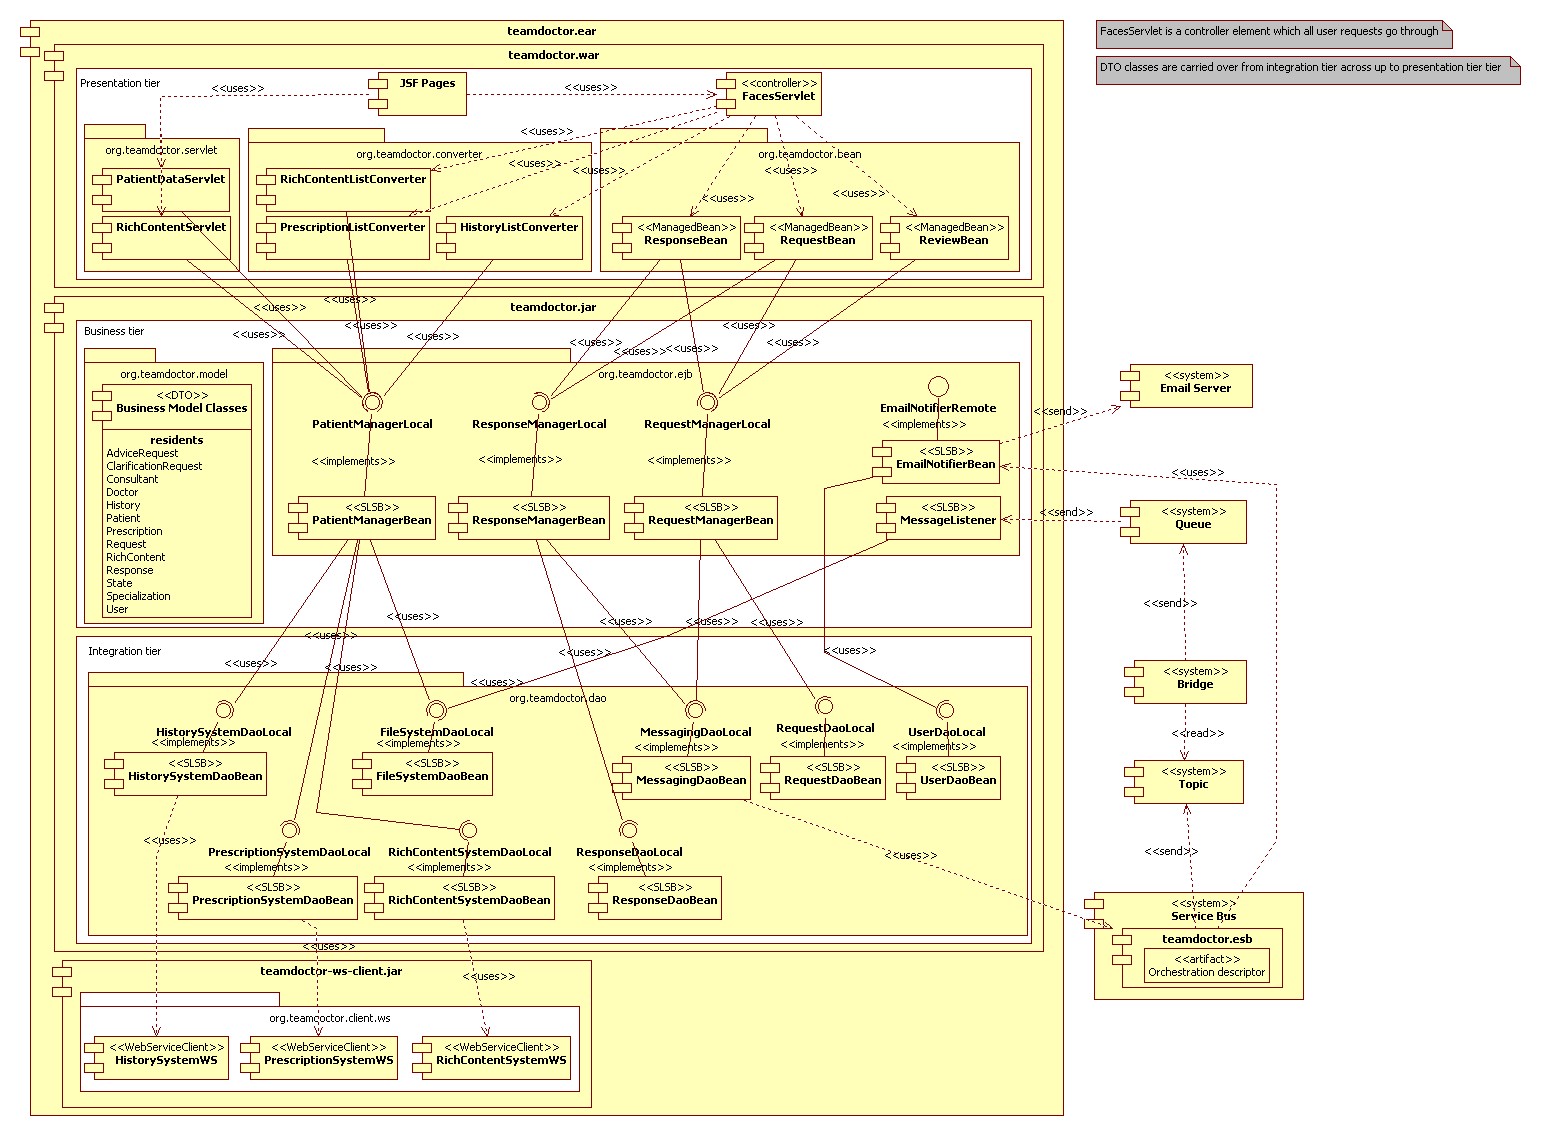 teamdoctor.ear
FacesServlet is a controller element which all user requests go through
teamdoctor.war
DTO classes are carried over from integration tier across up to presentation tier tier
Presentation tier
JSF Pages
<<uses>>
<<uses>>
<<controller>>
FacesServlet
<<uses>>
org.teamdoctor.servlet
org.teamdoctor.converter
org.teamdoctor.bean
<<uses>>
<<uses>>
<<uses>>
PatientDataServlet
RichContentListConverter
<<uses>>
<<uses>>
RichContentServlet
PrescriptionListConverter
HistoryListConverter
<<ManagedBean>>
ResponseBean
<<ManagedBean>>
RequestBean
<<ManagedBean>>
ReviewBean
teamdoctor.jar
<<uses>>
<<uses>>
<<uses>>
<<uses>>
<<uses>>
<<uses>>
<<uses>>
<<uses>>
<<uses>>
<<uses>>
<<uses>>
Business tier
org.teamdoctor.model
<<DTO>>
Business Model Classes
residents
AdviceRequest
ClarificationRequest
Consultant
Doctor
History
Patient
Prescription
Request
RichContent
Response
State
Specialization
User
org.teamdoctor.ejb
PatientManagerLocal
ResponseManagerLocal
RequestManagerLocal
EmailNotifierRemote
<<implements>>
<<implements>>
<<implements>>
<<implements>>
<<SLSB>>
EmailNotifierBean
<<SLSB>>
PatientManagerBean
<<SLSB>>
ResponseManagerBean
<<SLSB>>
RequestManagerBean
<<SLSB>>
MessageListener
<<send>>
<<system>>
Email Server
<<uses>>
<<send>>
<<system>>
Queue
<<send>>
<<system>>
Bridge
<<read>>
<<system>>
Topic
<<send>>
<<system>>
Service Bus
teamdoctor.esb
<<artifact>>
Orchestration descriptor
<<uses>>
<<uses>>
<<uses>>
<<uses>>
<<uses>>
<<uses>>
<<uses>>
<<uses>>
<<uses>>
<<uses>>
<<uses>>
Integration tier
org.teamdoctor.dao
HistorySystemDaoLocal
<<implements>>
<<SLSB>>
HistorySystemDaoBean
FileSystemDaoLocal
<<implements>>
<<SLSB>>
FileSystemDaoBean
MessagingDaoLocal
<<implements>>
<<SLSB>>
MessagingDaoBean
RequestDaoLocal
<<implements>>
<<SLSB>>
RequestDaoBean
UserDaoLocal
<<implements>>
<<SLSB>>
UserDaoBean
<<uses>>
<<uses>>
PrescriptionSystemDaoLocal
<<implements>>
<<SLSB>>
PrescriptionSystemDaoBean
RichContentSystemDaoLocal
<<implements>>
<<SLSB>>
RichContentSystemDaoBean
ResponseDaoLocal
<<implements>>
<<SLSB>>
ResponseDaoBean
<<uses>>
<<uses>>
teamdoctor-ws-client.jar
org.teamdoctor.client.ws
<<WebServiceClient>>
HistorySystemWS
<<WebServiceClient>>
PrescriptionSystemWS
<<WebServiceClient>>
RichContentSystemWS